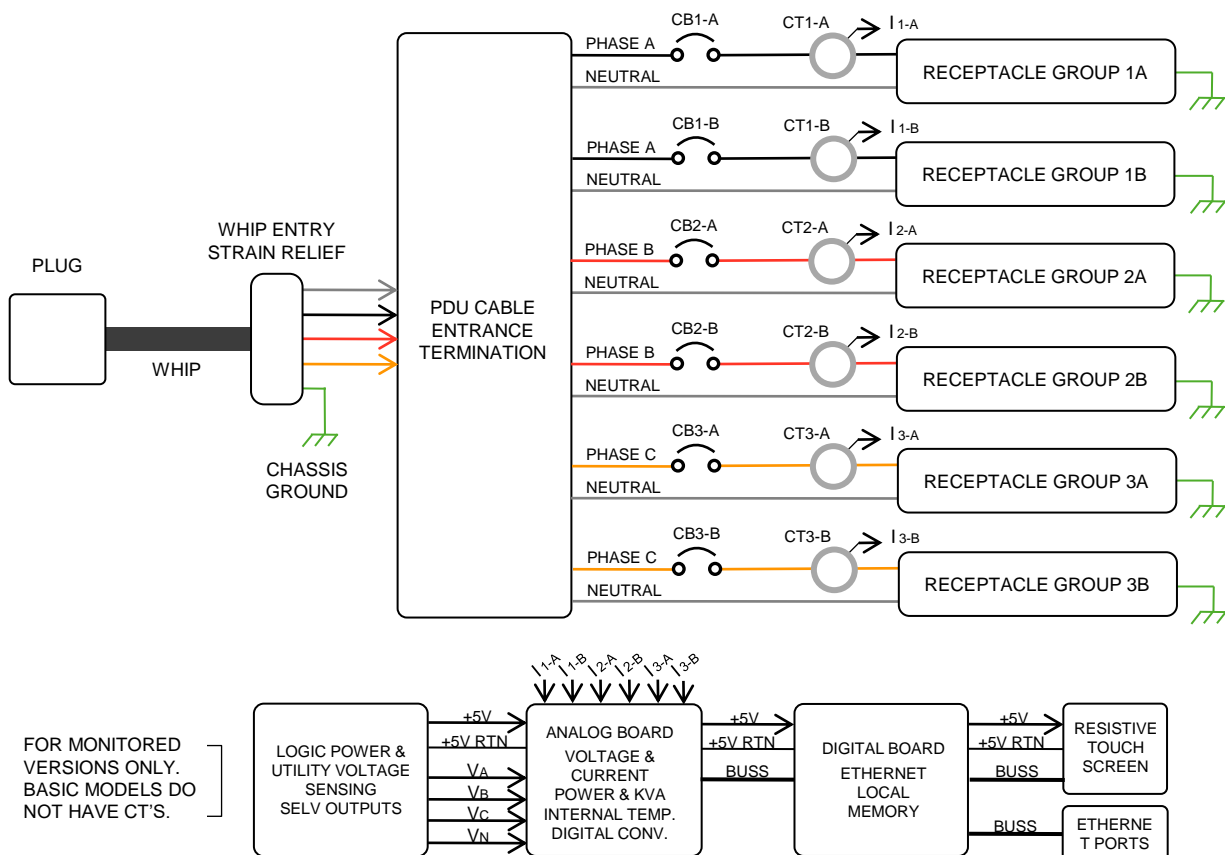 CB1-A
CT1-A
I 1-A
PHASE A
NEUTRAL
RECEPTACLE GROUP 1A
CB1-B
CT1-B
I 1-B
PHASE A
NEUTRAL
RECEPTACLE GROUP 1B
CB2-A
CT2-A
I 2-A
PHASE B
NEUTRAL
RECEPTACLE GROUP 2A
CB2-B
CT2-B
I 2-B
PHASE B
NEUTRAL
RECEPTACLE GROUP 2B
CB3-A
CT3-A
I 3-A
PHASE C
NEUTRAL
RECEPTACLE GROUP 3A
CB3-B
CT3-B
I 3-B
PHASE C
NEUTRAL
RECEPTACLE GROUP 3B
PLUG
WHIP
WHIP ENTRY
STRAIN RELIEF
CHASSIS
GROUND
PDU CABLE
ENTRANCE
TERMINATION
FOR MONITORED
VERSIONS ONLY.
BASIC MODELS DO
NOT HAVE CT'S.
LOGIC POWER &
UTILITY VOLTAGE
SENSING
SELV OUTPUTS
+5V
+5V RTN
VA
VB
VC
VN
I 1-A
I 1-B
I 2-A
I 2-B
I 3-A
I 3-B
ANALOG BOARD
VOLTAGE &
CURRENT
POWER & KVA
INTERNAL TEMP.
DIGITAL CONV.
+5V
+5V RTN
BUSS
DIGITAL BOARD
ETHERNET
LOCAL
MEMORY
+5V
+5V RTN
BUSS
BUSS
RESISTIVE
TOUCH
SCREEN
ETHERNE
T PORTS